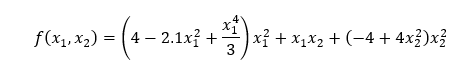 f(x₁, x₂) = (4 − 2.1x₁² + x₁⁴/3) x₁² + x₁x₂ + (−4 + 4x₂²)x₂²